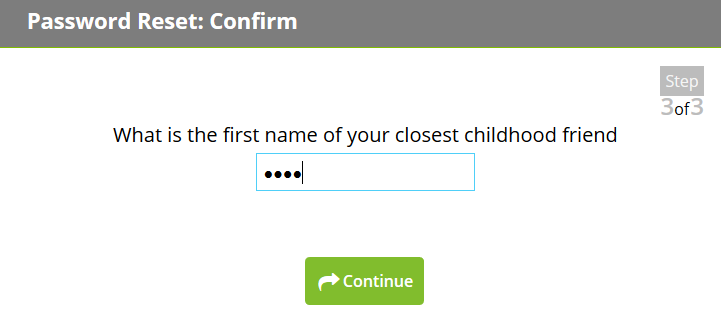 Password Reset: Confirm
Step
3of3
What is the first name of your closest childhood friend
••••
Continue